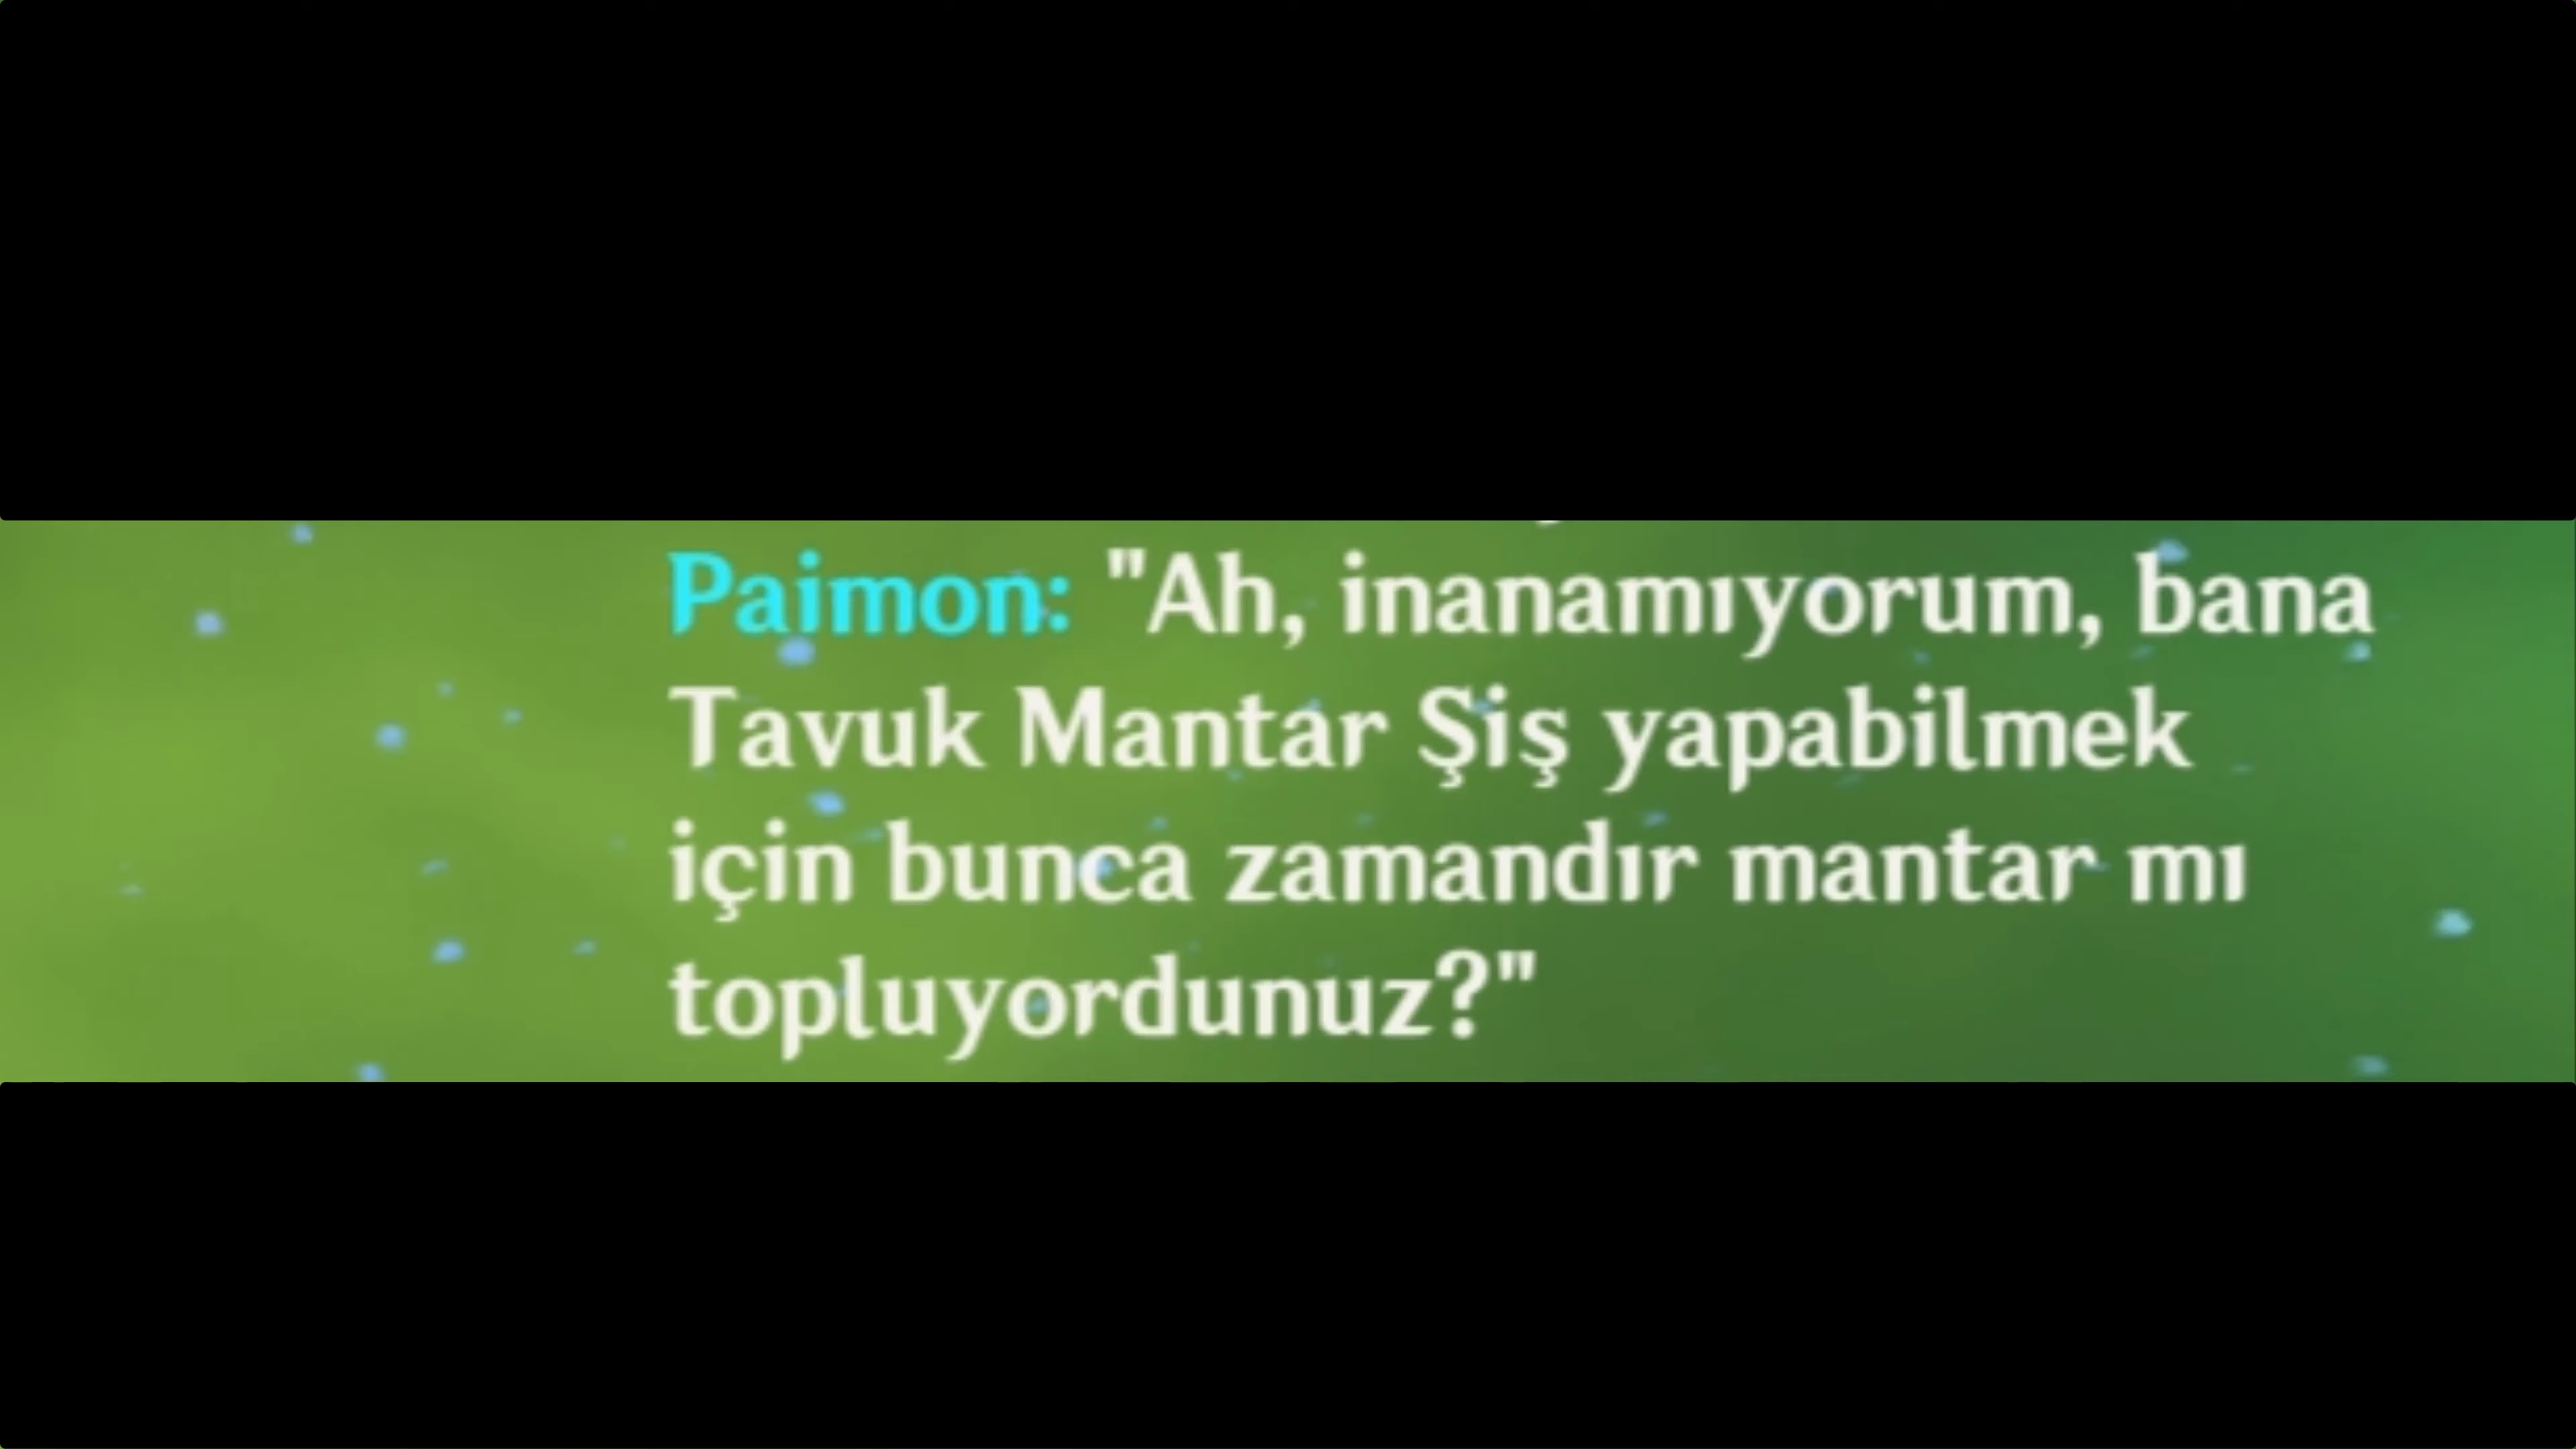 Paimon: "Ah, inanamıyorum, bana
Tavuk Mantar Şiş yapabilmek
için bunca zamandır mantar mı
topluyordunuz?"